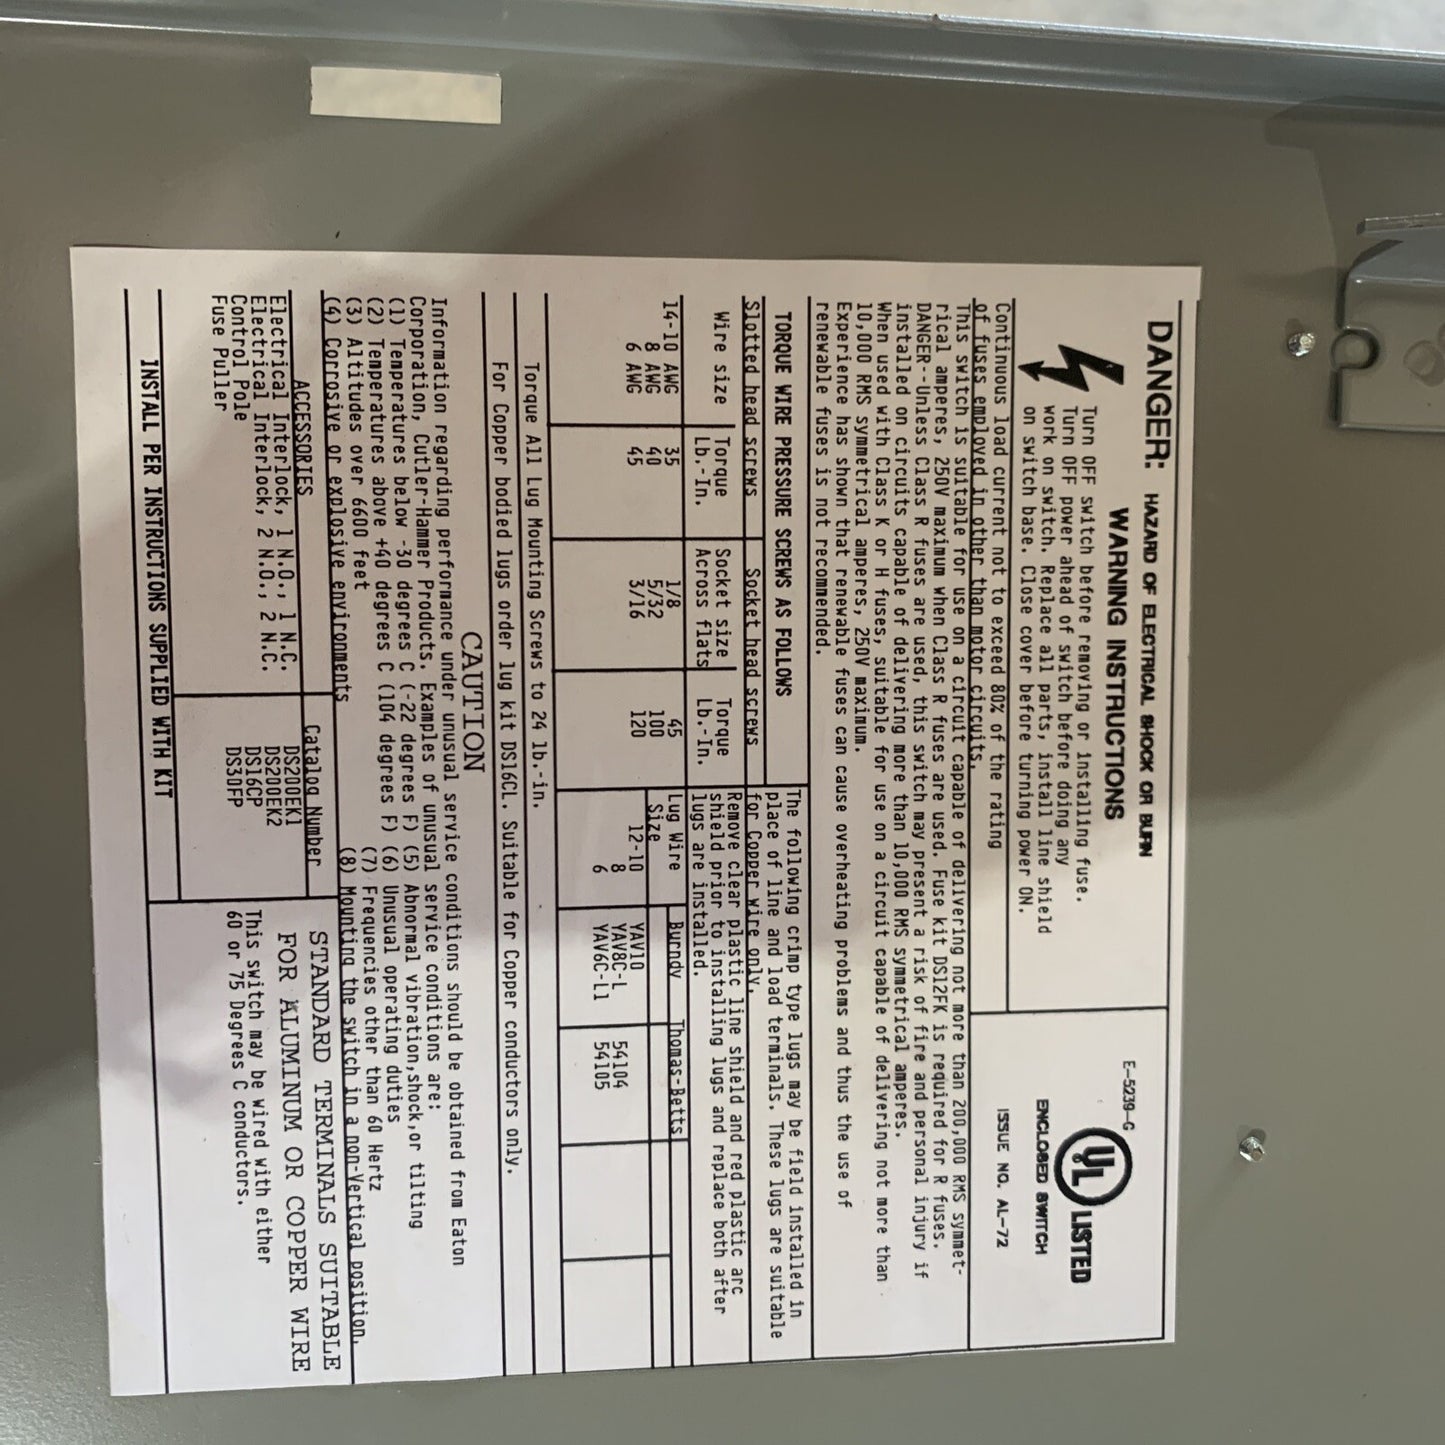 DANGER: HAZARD OF ELECTRICAL SHOCK OR BURN
WARNING INSTRUCTIONS
Turn OFF switch before removing or installing fuse.
Turn OFF power ahead of switch before doing any
work on switch. Replace all parts, install line shield
on switch base. Close cover before turning power ON.
E-5239-G
UL LISTED
ENCLOSED SWITCH
ISSUE NO. AL-72
Continuous load current not to exceed 80% of the rating
of fuses employed in other than motor circuits.
This switch is suitable for use on a circuit capable of delivering not more than 200,000 RMS symmet-
rical amperes, 250V maximum when Class R fuses are used. Fuse kit DS12FK is required for R fuses.
DANGER--Unless Class R fuses are used, this switch may present a risk of fire and personal injury if
installed on circuits capable of delivering more than 10,000 RMS symmetrical amperes.
When used with Class K or H fuses, suitable for use on a circuit capable of delivering not more than
10,000 RMS symmetrical amperes, 250V maximum.
Experience has shown that renewable fuses can cause overheating problems and thus the use of
renewable fuses is not recommended.
TORQUE WIRE PRESSURE SCREWS AS FOLLOWS
Slotted head screws Socket head screws
Wire size Torque Lb.-In. Socket size Across flats Torque Lb.-In.
14-10 AWG 35 1/8 45
8 AWG 40 5/32 100
6 AWG 45 3/16 120
The following crimp type lugs may be field installed in
place of line and load terminals. These lugs are suitable
for Copper wire only.
Remove clear plastic line shield and red plastic arc
shield prior to installing lugs and replace both after
lugs are installed.
Lug Wire Size Burndy Thomas-Betts
12-10 YAV10
8 YAV8C-L 54104
6 YAV6C-L1 54105
Torque All Lug Mounting Screws to 24 lb.-in.
For Copper bodied lugs order lug kit DS16CL. Suitable for Copper conductors only.
CAUTION
Information regarding performance under unusual service conditions should be obtained from Eaton
Corporation, Cutler-Hammer Products. Examples of unusual service conditions are:
(1) Temperatures below -30 degrees C (-22 degrees F) (5) Abnormal vibration,shock,or tilting
(2) Temperatures above +40 degrees C (104 degrees F) (6) Unusual operating duties
(3) Altitudes over 6600 feet (7) Frequencies other than 60 Hertz
(4) Corrosive or explosive environments (8) Mounting the switch in a non-Vertical position.
ACCESSORIES Catalog Number
Electrical Interlock, 1 N.O., 1 N.C. DS200EK1
Electrical Interlock, 2 N.O., 2 N.C. DS200EK2
Control Pole DS16CP
Fuse Puller DS30FP
STANDARD TERMINALS SUITABLE
FOR ALUMINUM OR COPPER WIRE
This switch may be wired with either
60 or 75 Degrees C conductors.
INSTALL PER INSTRUCTIONS SUPPLIED WITH KIT